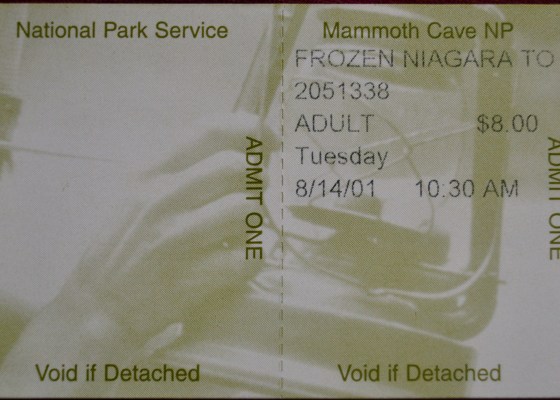 National Park Service
ADMIT ONE
Void if Detached
Mammoth Cave NP
FROZEN NIAGARA TO
2051338
ADULT $8.00
Tuesday
8/14/01 10:30 AM
ADMIT ONE
Void if Detached